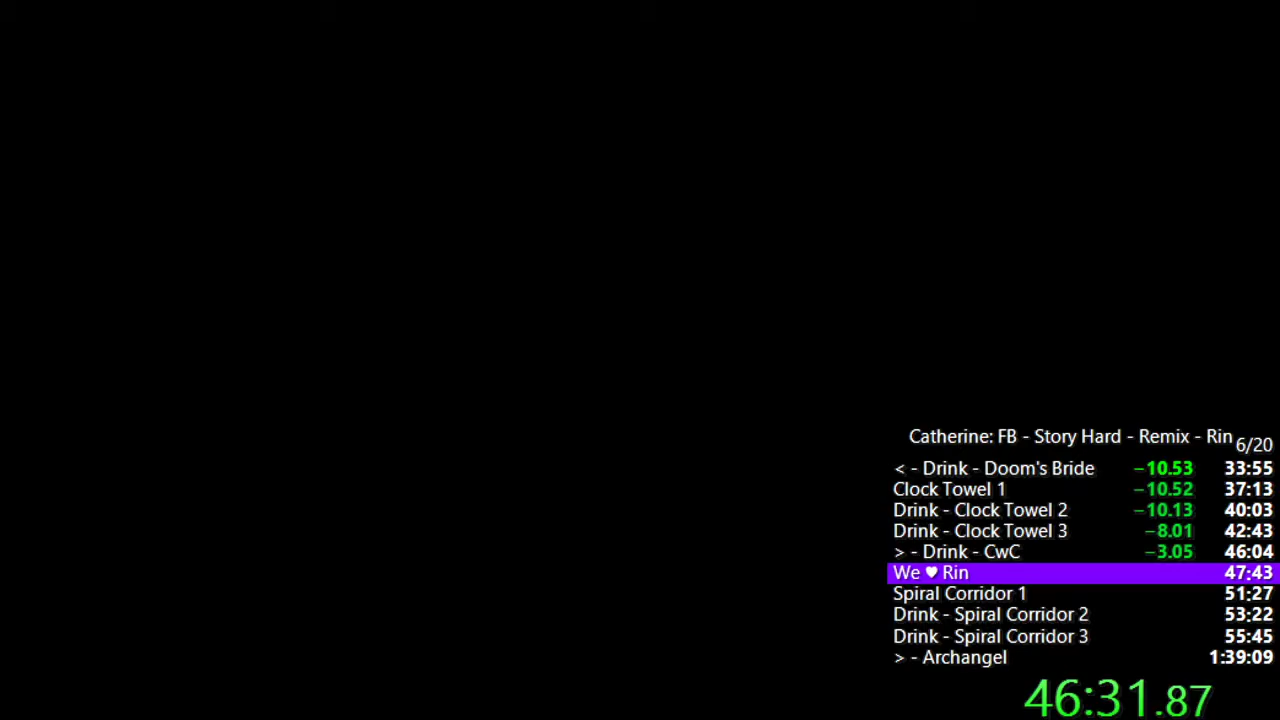 Catherine: FB - Story Hard - Remix - Rin 6/20
< - Drink - Doom's Bride −10.53 33:55
Clock Towel 1 −10.52 37:13
Drink - Clock Towel 2 −10.13 40:03
Drink - Clock Towel 3 −8.01 42:43
> - Drink - CwC −3.05 46:04
We ♥ Rin 47:43
Spiral Corridor 1 51:27
Drink - Spiral Corridor 2 53:22
Drink - Spiral Corridor 3 55:45
> - Archangel 1:39:09
46:31.87